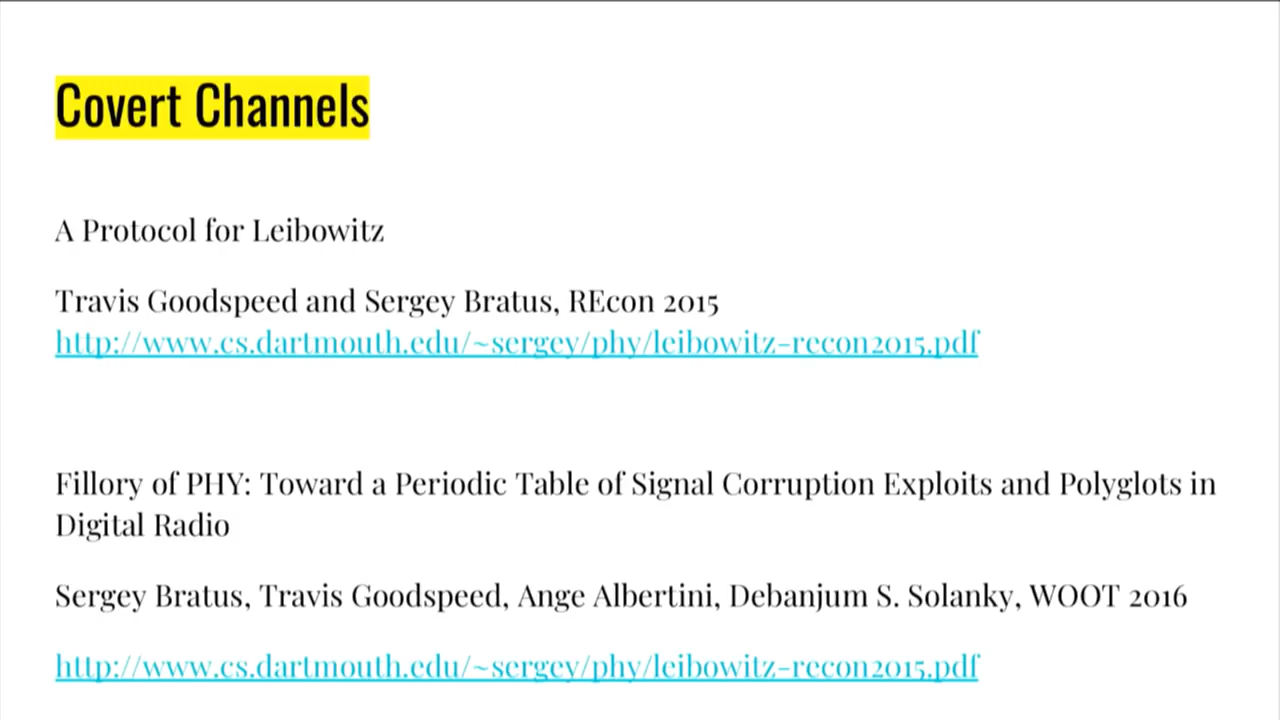 Covert Channels
A Protocol for Leibowitz
Travis Goodspeed and Sergey Bratus, REcon 2015
http://www.cs.dartmouth.edu/~sergey/phy/leibowitz-recon2015.pdf
Fillory of PHY: Toward a Periodic Table of Signal Corruption Exploits and Polyglots in
Digital Radio
Sergey Bratus, Travis Goodspeed, Ange Albertini, Debanjum S. Solanky, WOOT 2016
http://www.cs.dartmouth.edu/~sergey/phy/leibowitz-recon2015.pdf